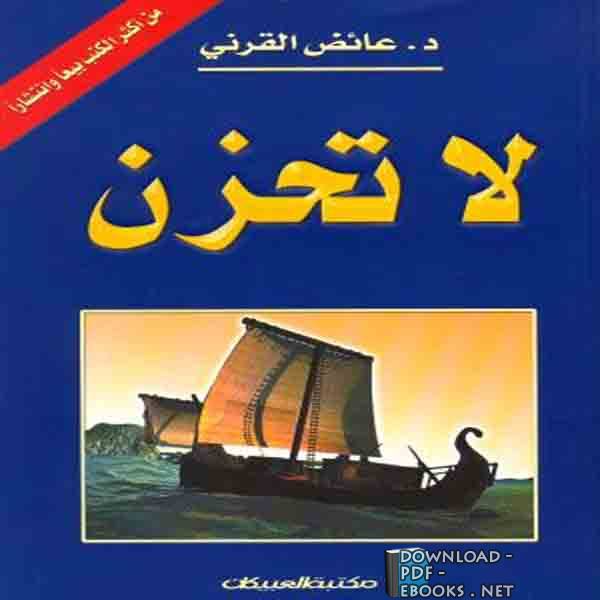 من أكثر الكتب بيعاً وانتشاراً
د. عائض القرني
لا تحزن
مكتبة العبيكان
DOWNLOAD -
PDF -
EBOOKS . NET